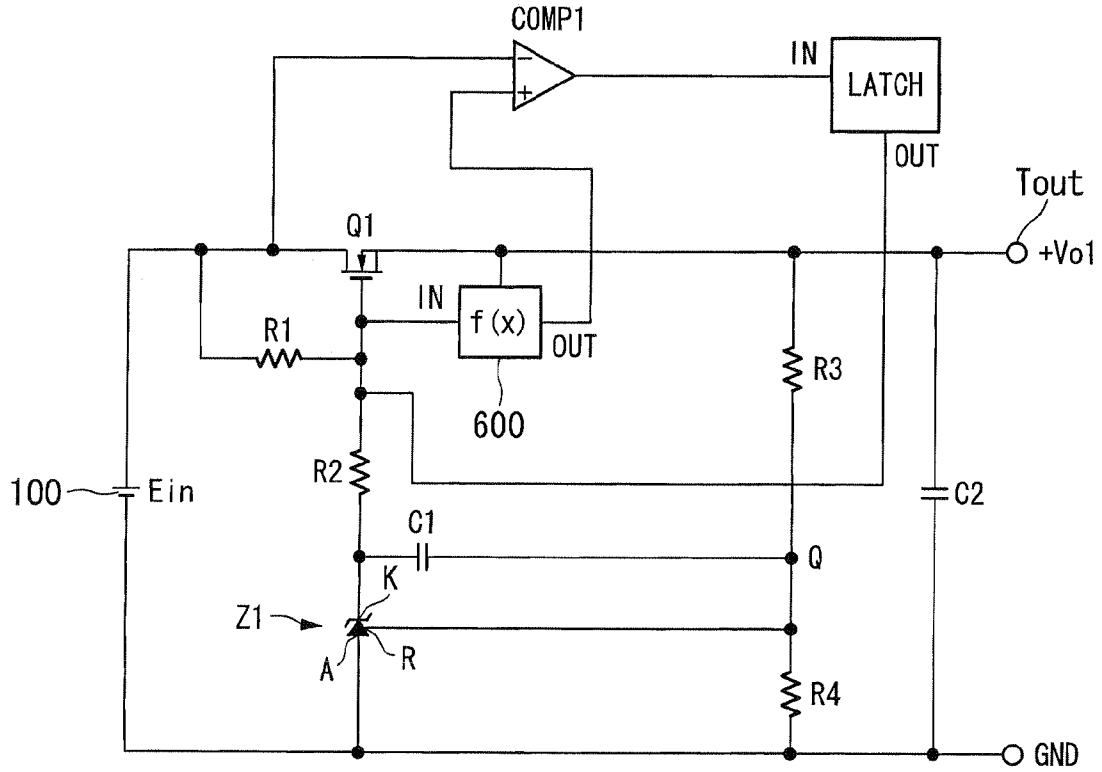 COMP1
IN
LATCH
OUT
Tout
Q1
+Vo1
IN
f(x)
OUT
R1
600
R3
R2
100
Ein
C1
C2
K
Q
Z1
A
R
R4
GND